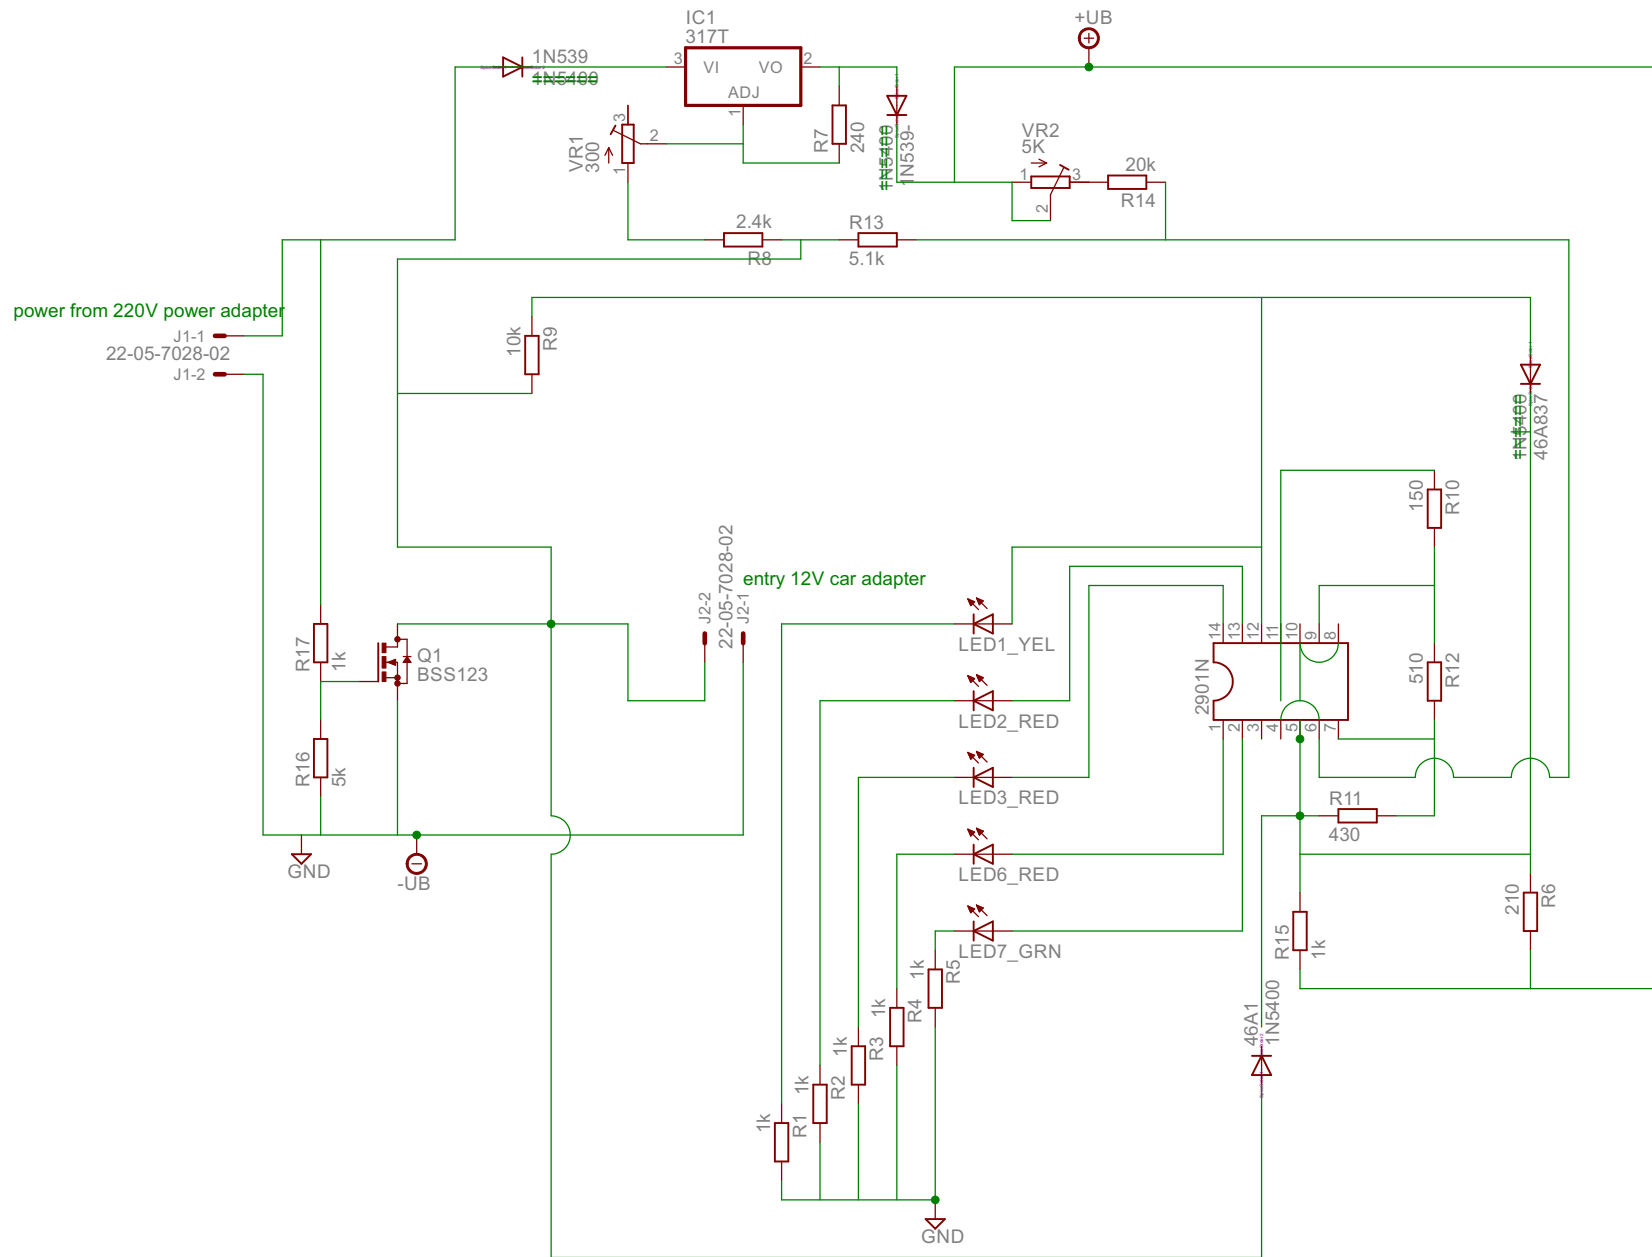 IC1
317T
+UB
1N539
1N5400
3
VI
VO
2
ADJ
1
R7
240
1N5400
1N539-
VR1
300
3
2
1
VR2
5K
1
3
2
20k
R14
2.4k
R8
R13
5.1k
power from 220V power adapter
J1-1
22-05-7028-02
J1-2
10k
R9
1N5400
46A837
150
R10
J2-2
22-05-7028-02
J2-1
entry 12V car adapter
R17
1k
Q1
BSS123
LED1_YEL
LED2_RED
LED3_RED
LED6_RED
LED7_GRN
2901N
14
13
12
11
10
9
8
1
2
3
4
5
6
7
510
R12
R16
5k
GND
-UB
R11
430
210
R6
R15
1k
46A1
1N5400
1k
R5
1k
R4
1k
R3
1k
R2
1k
R1
GND